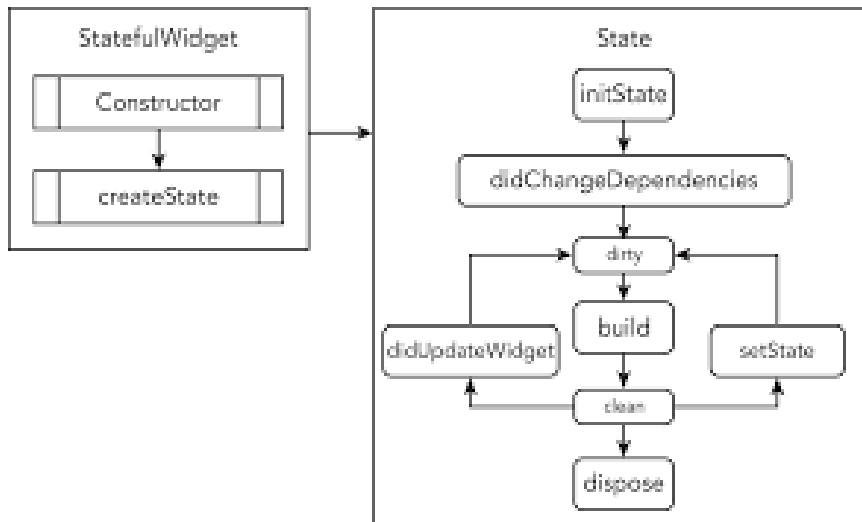 StatefulWidget
Constructor
createState
State
initState
didChangeDependencies
dirty
build
didUpdateWidget
setState
clean
dispose